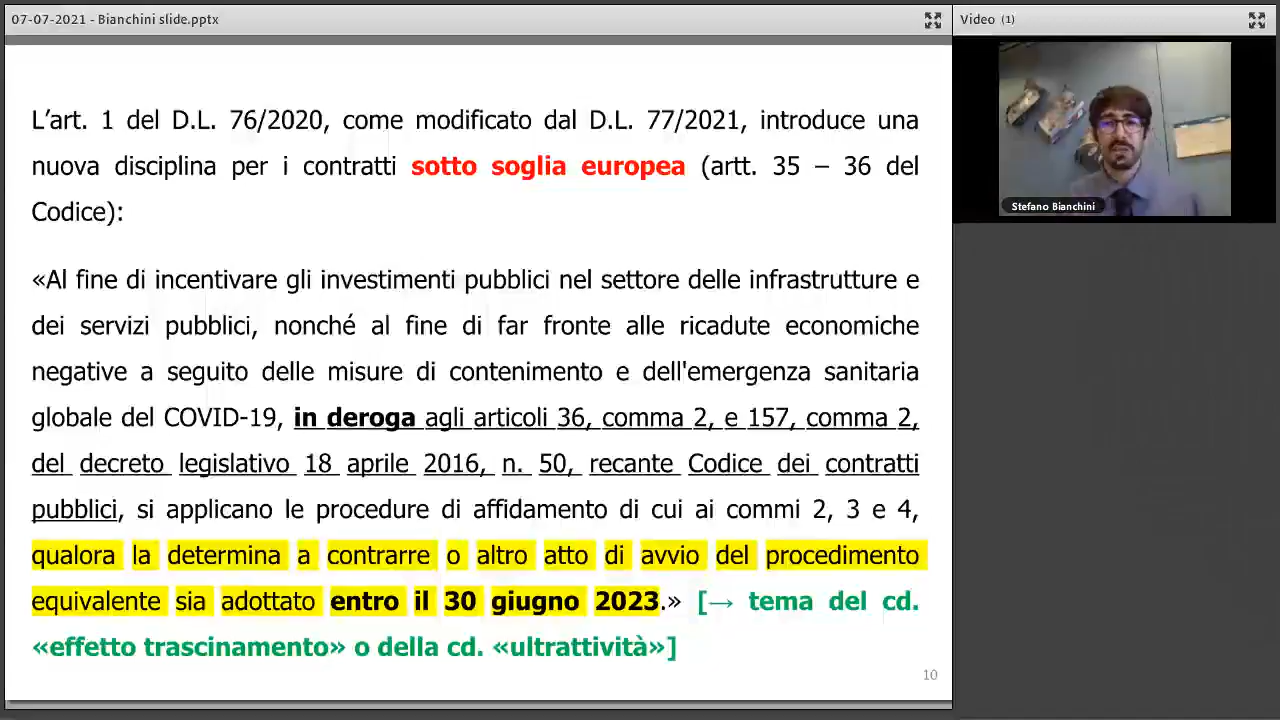 07-07-2021 - Bianchini slide.pptx
Video (1)
L’art. 1 del D.L. 76/2020, come modificato dal D.L. 77/2021, introduce una
nuova disciplina per i contratti sotto soglia europea (artt. 35 – 36 del
Codice):
«Al fine di incentivare gli investimenti pubblici nel settore delle infrastrutture e
dei servizi pubblici, nonché al fine di far fronte alle ricadute economiche
negative a seguito delle misure di contenimento e dell'emergenza sanitaria
globale del COVID-19, in deroga agli articoli 36, comma 2, e 157, comma 2,
del decreto legislativo 18 aprile 2016, n. 50, recante Codice dei contratti
pubblici, si applicano le procedure di affidamento di cui ai commi 2, 3 e 4,
qualora la determina a contrarre o altro atto di avvio del procedimento
equivalente sia adottato entro il 30 giugno 2023.» [→ tema del cd.
«effetto trascinamento» o della cd. «ultrattività»]
10
Stefano Bianchini